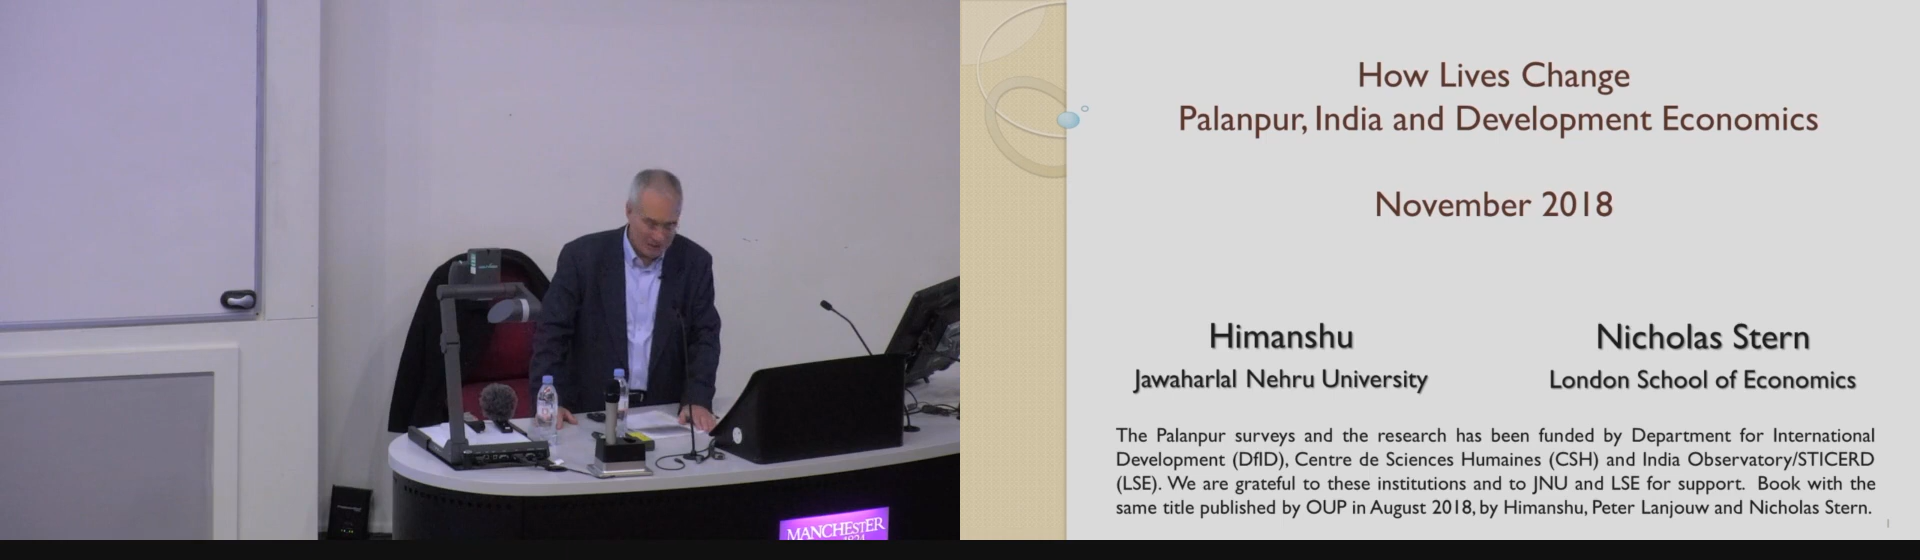 How Lives Change
Palanpur, India and Development Economics
November 2018
Himanshu
Jawaharlal Nehru University
Nicholas Stern
London School of Economics
The Palanpur surveys and the research has been funded by Department for International
Development (DfID), Centre de Sciences Humaines (CSH) and India Observatory/STICERD
(LSE). We are grateful to these institutions and to JNU and LSE for support. Book with the
same title published by OUP in August 2018, by Himanshu, Peter Lanjouw and Nicholas Stern.
1
MANCHESTER
1824